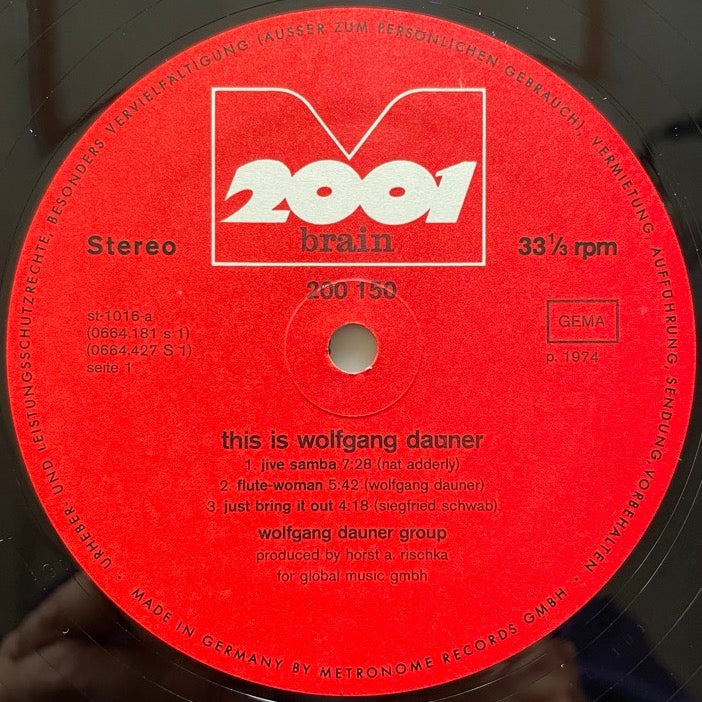 URHEBER UND LEISTUNGSSCHUTZRECHTE, BESONDERS VERVIELFÄLTIGUNG (AUSSER ZUM PERSÖNLICHEN GEBRAUCH), VERMIETUNG, AUFFÜHRUNG, SENDUNG VORBEHALTEN ·
2001
brain
Stereo
33⅓ rpm
200 150
st-1016-a
(0664.181 s 1)
(0664.427 S 1)
seite 1
GEMA
p. 1974
this is wolfgang dauner
1. jive samba 7:28 (nat adderly)
2. flute-woman 5:42 (wolfgang dauner)
3 just bring it out 4:18 (siegfried schwab)
wolfgang dauner group
produced by horst a. rischka
for global music gmbh
· MADE IN GERMANY BY METRONOME RECORDS GMBH ·